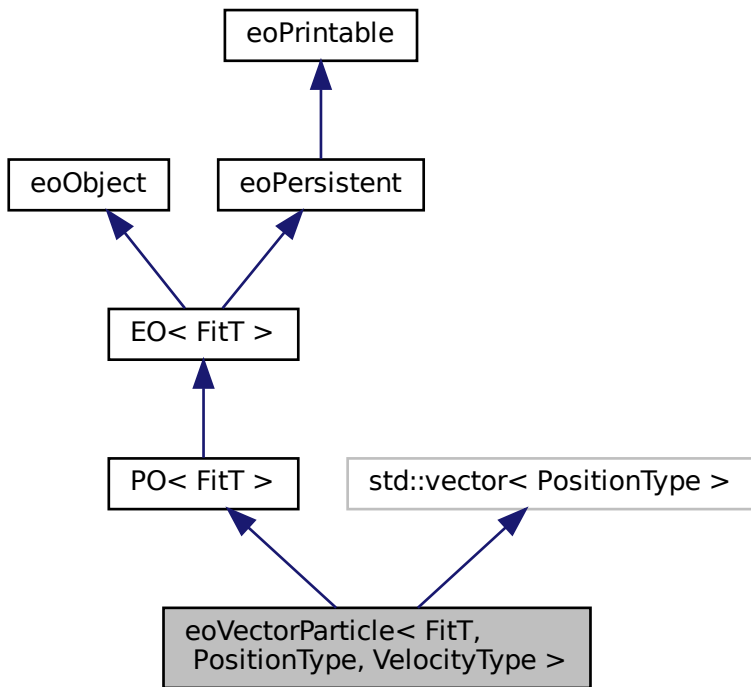 eoPrintable
eoObject
eoPersistent
EO< FitT >
PO< FitT >
std::vector< PositionType >
eoVectorParticle< FitT,
PositionType, VelocityType >